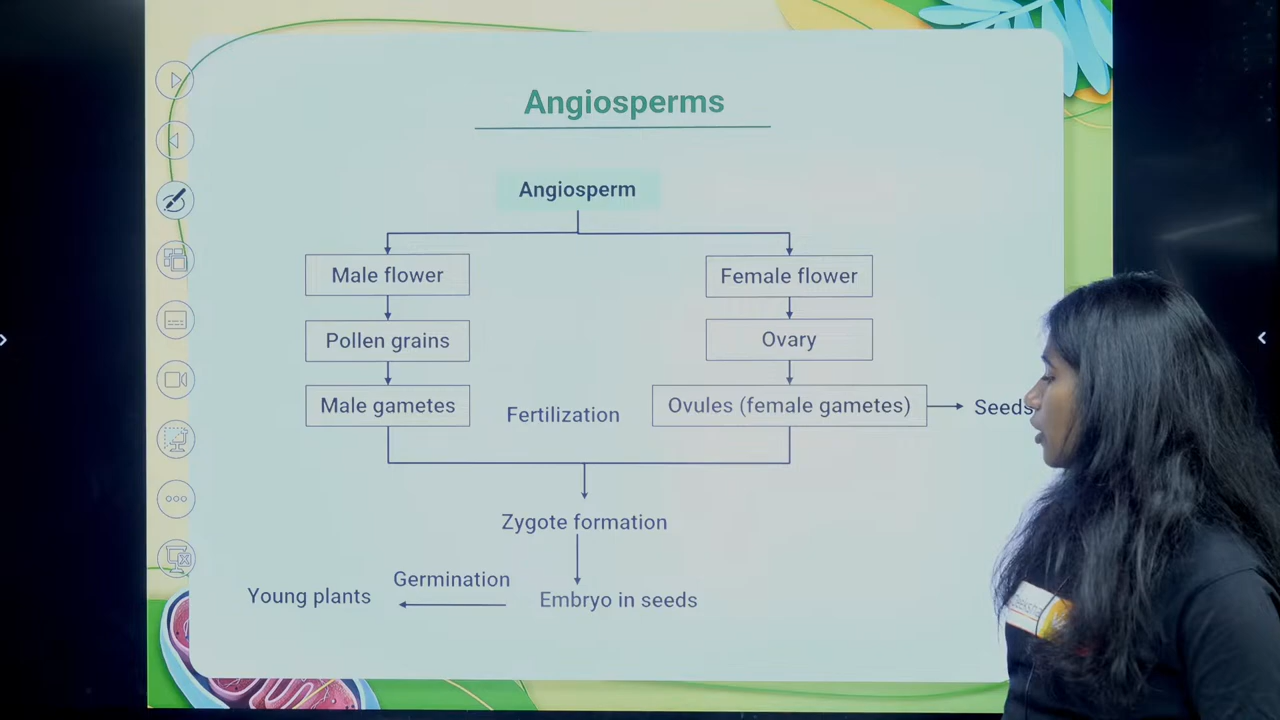 Angiosperms
Angiosperm
Male flower
Female flower
Pollen grains
Ovary
Male gametes
Fertilization
Ovules (female gametes)
Seeds
Zygote formation
Germination
Young plants
Embryo in seeds